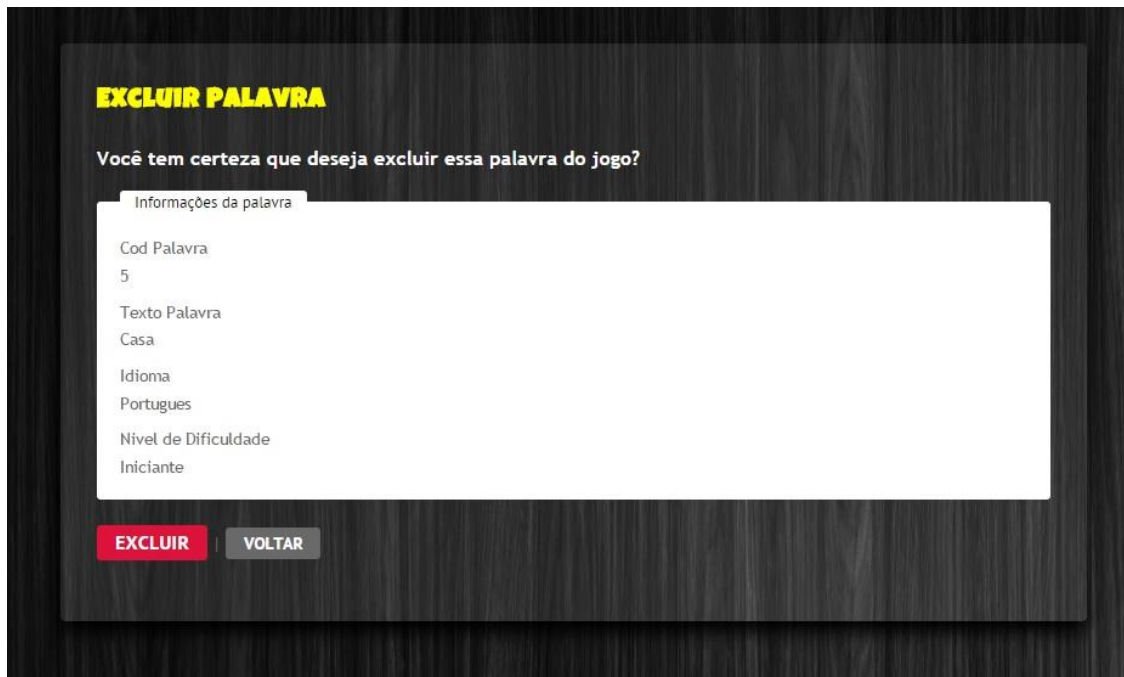 EXCLUIR PALAVRA
Você tem certeza que deseja excluir essa palavra do jogo?
Informações da palavra
Cod Palavra
5
Texto Palavra
Casa
Idioma
Portugues
Nivel de Dificuldade
Iniciante
EXCLUIR | VOLTAR